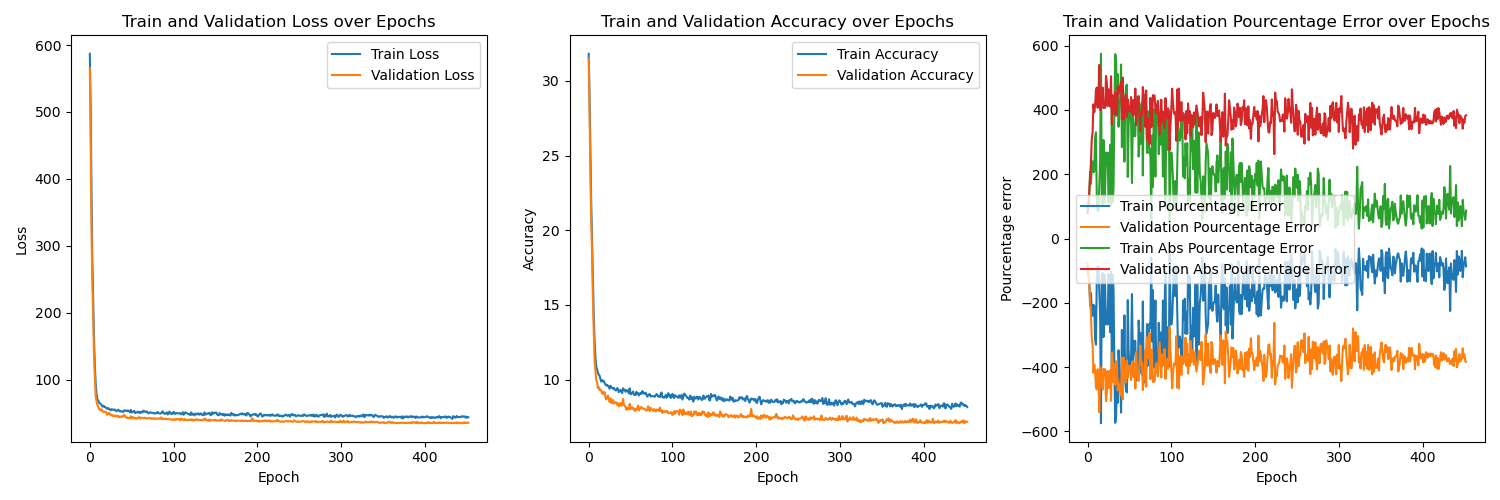 Train and Validation Loss over Epochs
Train Loss
Validation Loss
600
500
400
300
200
100
0
100
200
300
400
Loss
Epoch
Train and Validation Accuracy over Epochs
Train Accuracy
Validation Accuracy
30
25
20
15
10
0
100
200
300
400
Accuracy
Epoch
Train and Validation Pourcentage Error over Epochs
600
400
200
0
−200
−400
−600
Train Pourcentage Error
Validation Pourcentage Error
Train Abs Pourcentage Error
Validation Abs Pourcentage Error
0
100
200
300
400
Pourcentage error
Epoch